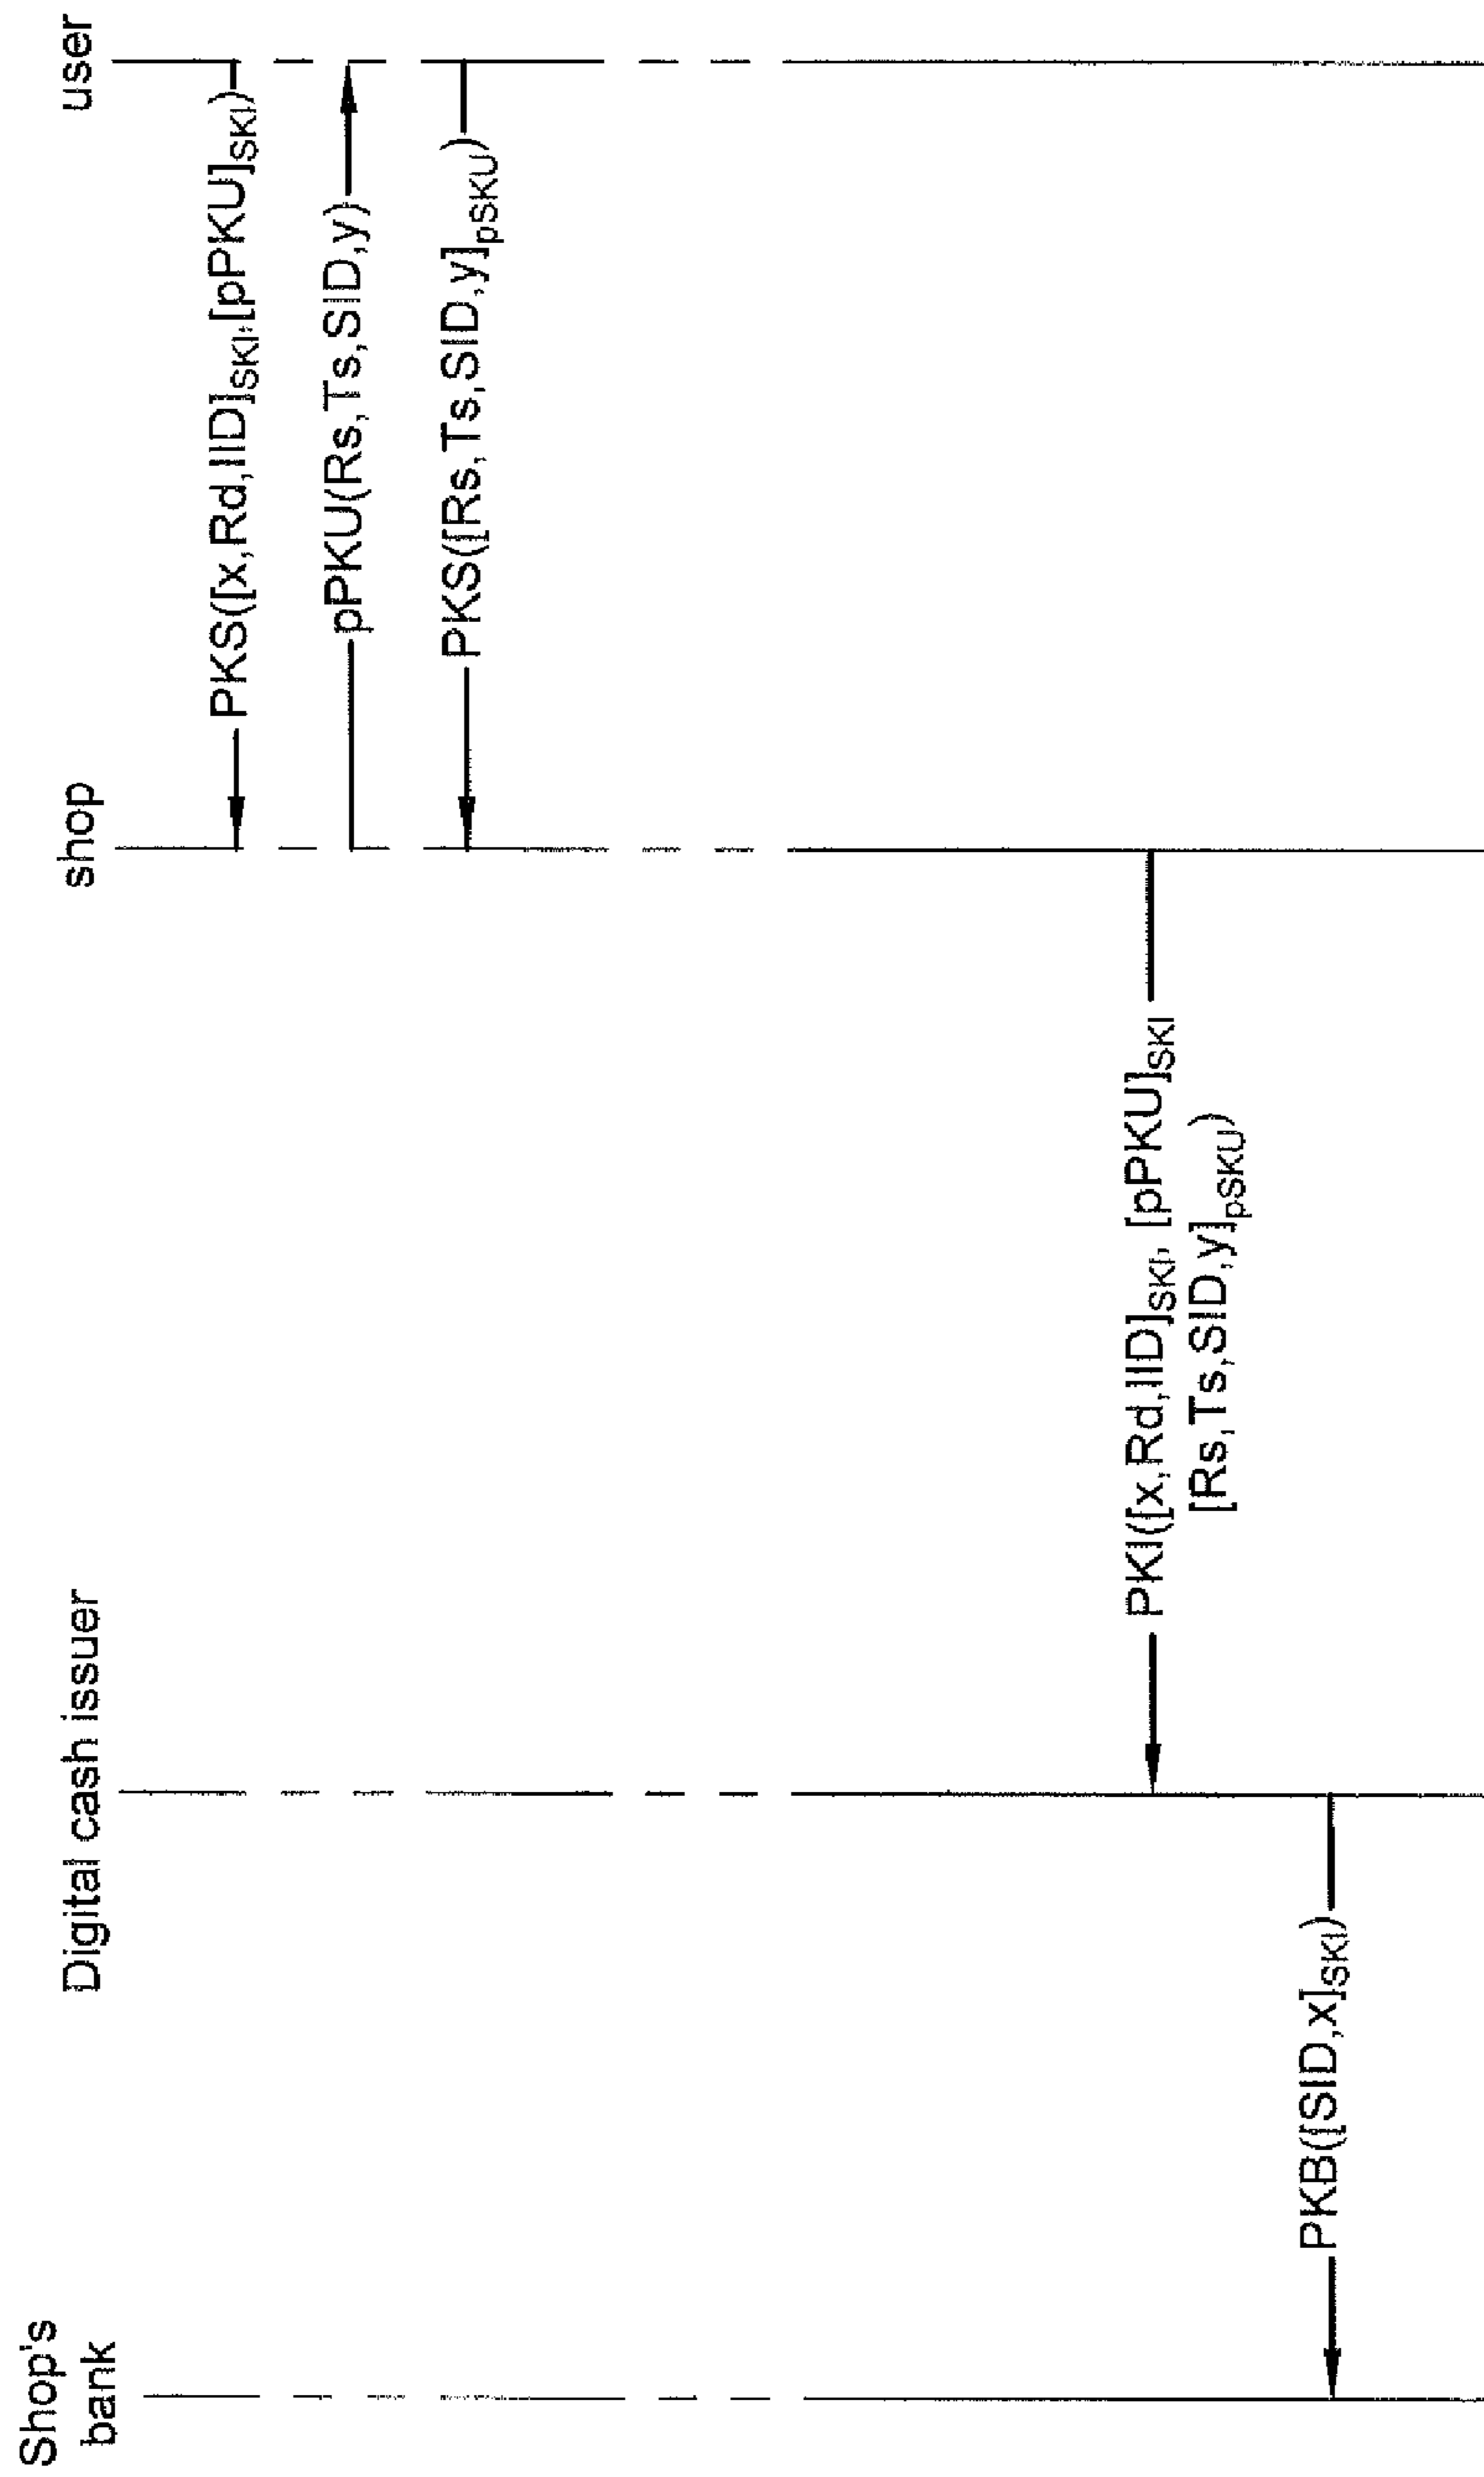 Shop's
bank
Digital cash issuer
shop
user
PKS([x,Rd,IID]SKI,[pPKU]SKI)
pPKU(Rs,Ts,SID,y)
PKS([Rs,Ts,SID,y]pSKU)
PKI([x,Rd,IID]SKI, [pPKU]SKI
[Rs,Ts,SID,y]pSKU)
PKB([SID,x]SKI)